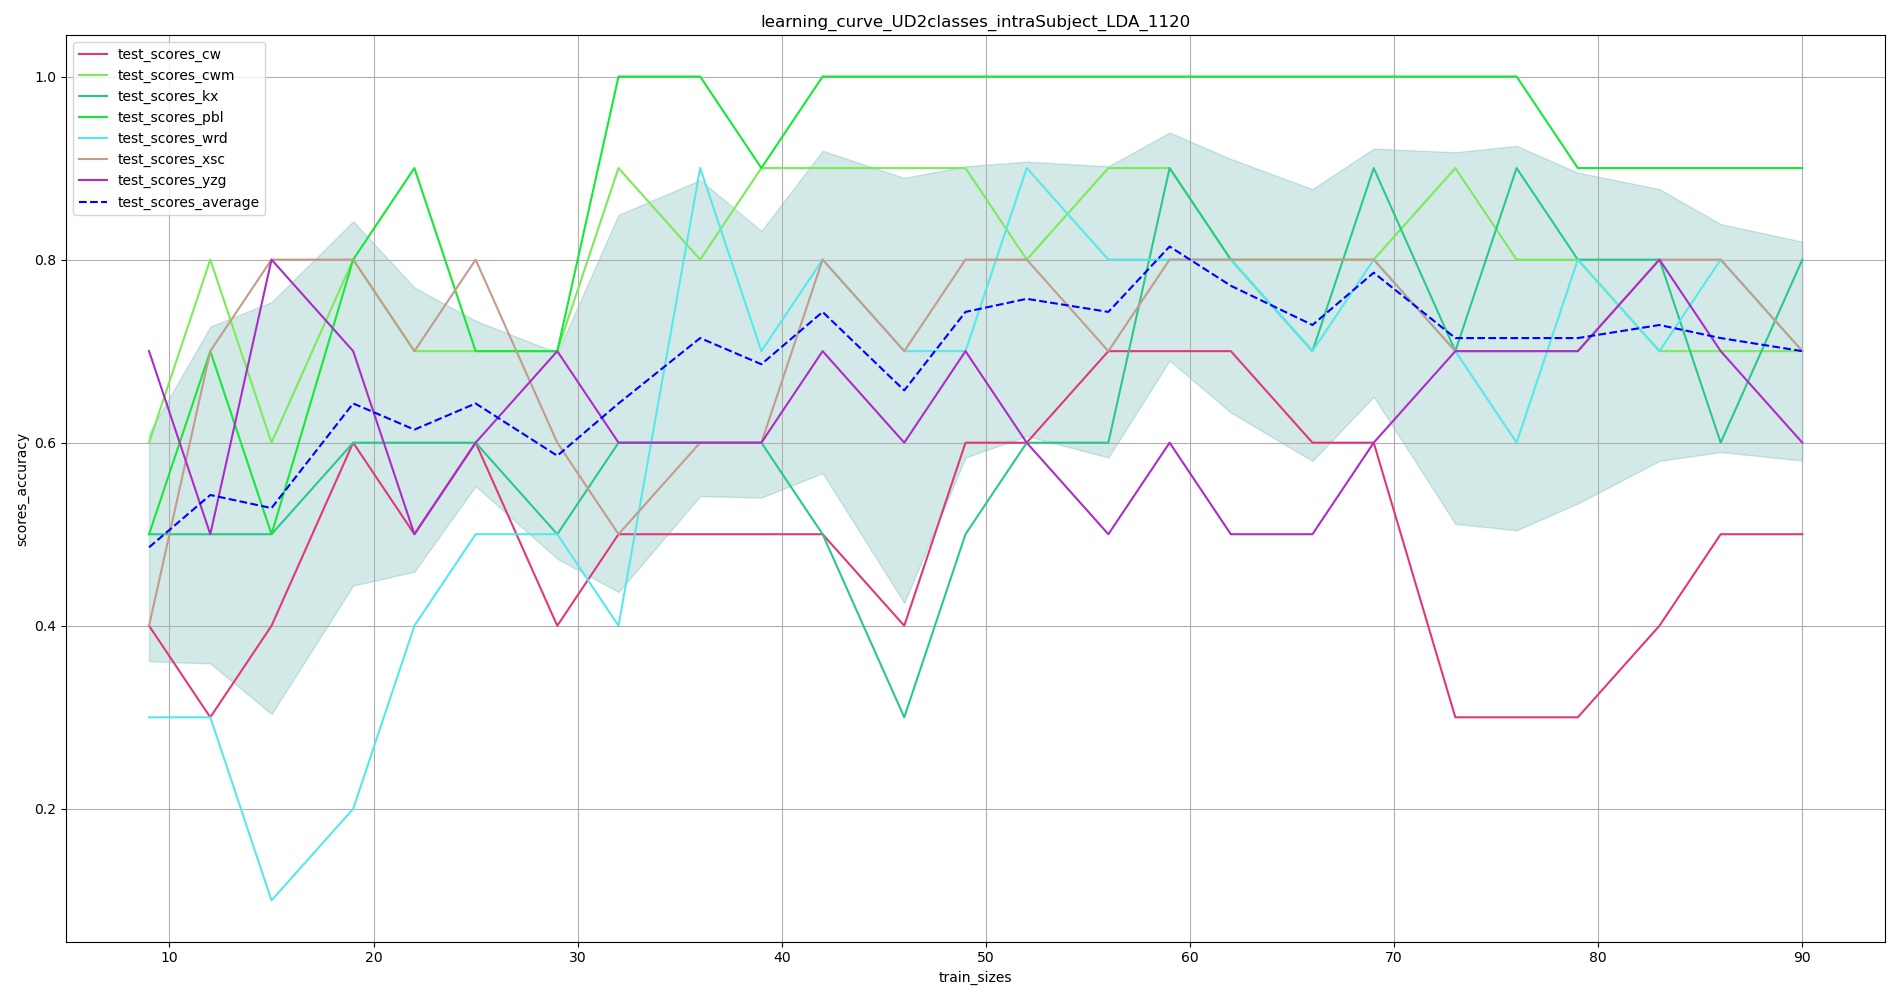 learning_curve_UD2classes_intraSubject_LDA_1120
test_scores_cw
test_scores_cwm
test_scores_kx
test_scores_pbl
test_scores_wrd
test_scores_xsc
test_scores_yzg
test_scores_average
1.0
0.8
0.6
0.4
0.2
scores_accuracy
10 20 30 40 50 60 70 80 90
train_sizes